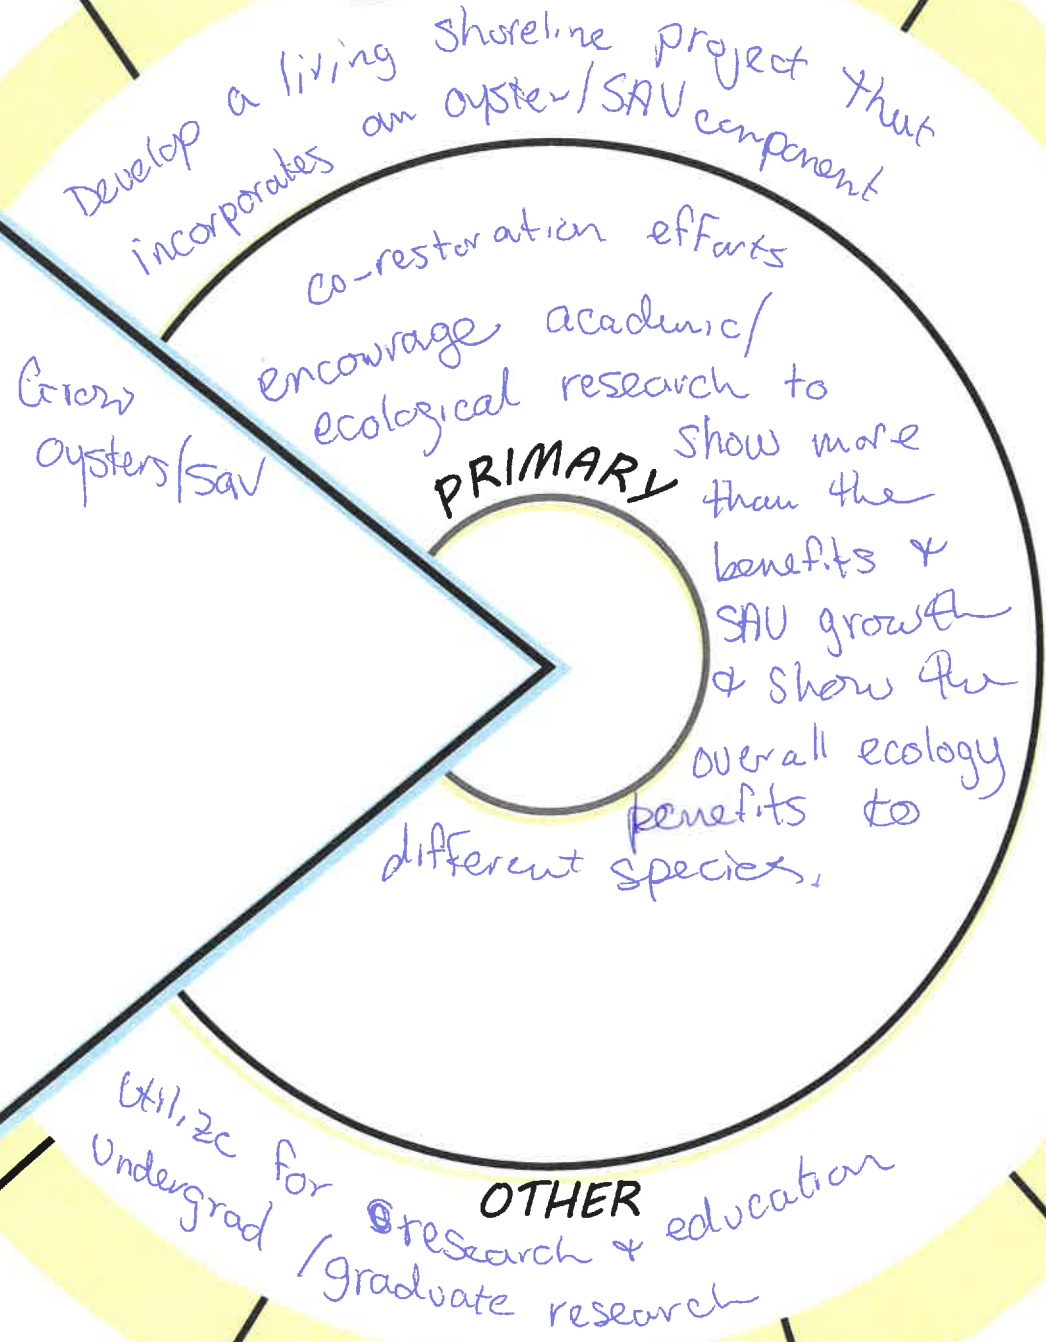 Develop a living shoreline project that
incorporates an oyster/SAV component
co-restoration efforts
encourage academic/
ecological research to
show more
than the
benefits &
SAV growth
& show the
overall ecology
benefits to
different species.
Grow
oysters/sav
PRIMARY
Utilize for research & education
Undergrad/graduate research
OTHER